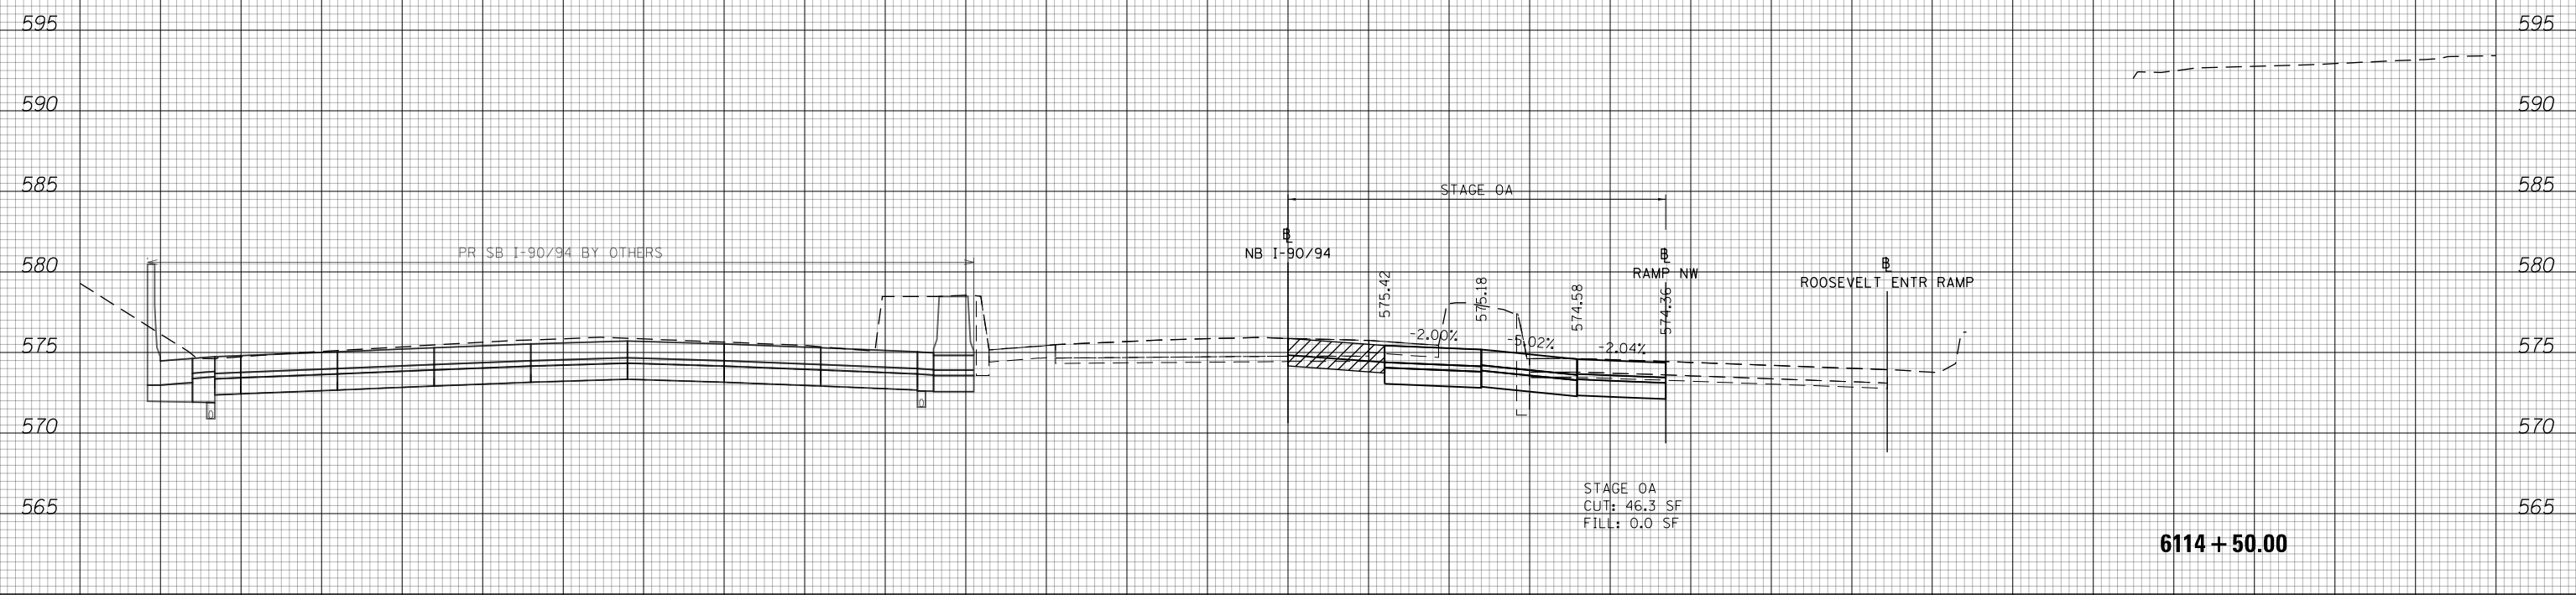 595 595
590 590
585 585
STAGE 0A
PR SB I-90/94 BY OTHERS
NB I-90/94
580 580
RAMP NW
ROOSEVELT ENTR RAMP
575.42
575.18
574.58
574.36
-2.00%
-5.02%
-2.04%
575 575
570 570
STAGE 0A
CUT: 46.3 SF
FILL: 0.0 SF
565 565
6114 + 50.00